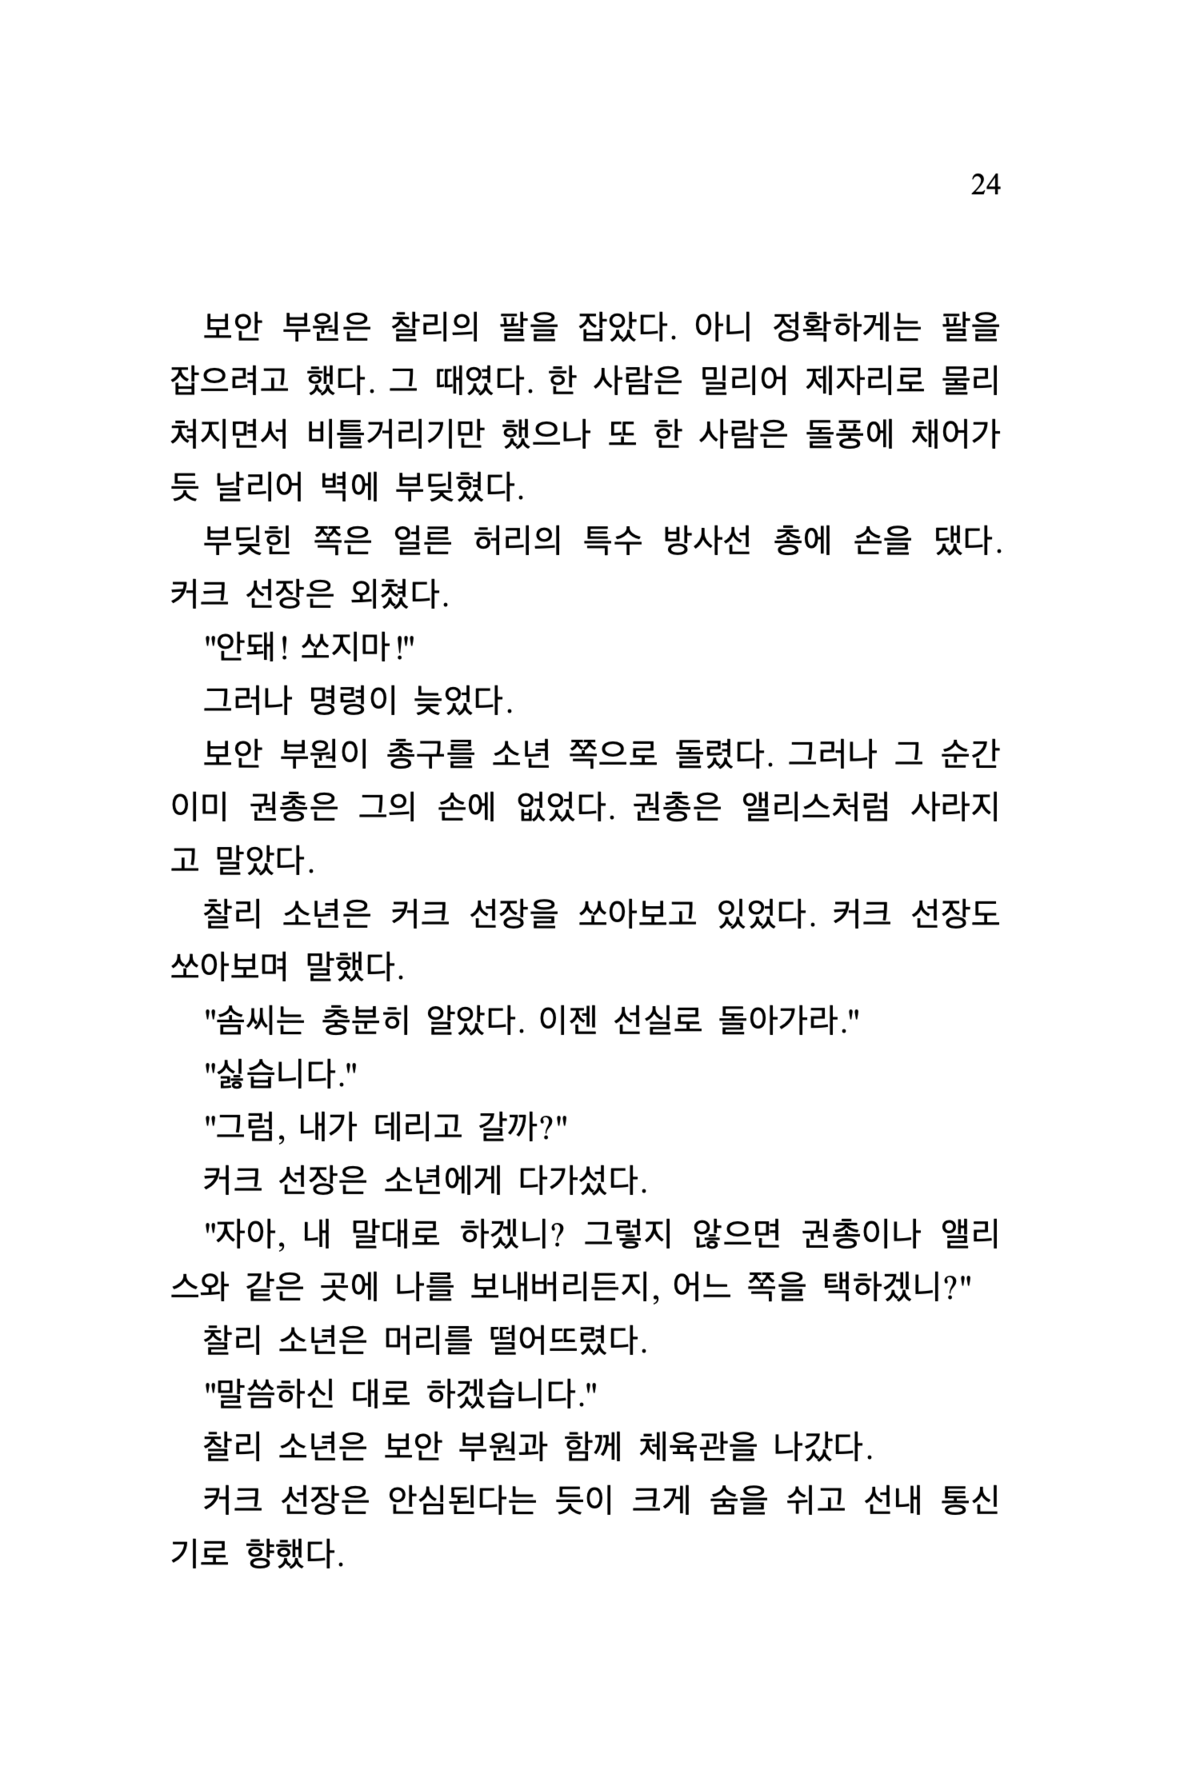 24
보안 부원은 찰리의 팔을 잡았다. 아니 정확하게는 팔을
잡으려고 했다. 그 때였다. 한 사람은 밀리어 제자리로 물리
쳐지면서 비틀거리기만 했으나 또 한 사람은 돌풍에 채어가
듯 날리어 벽에 부딪혔다.
부딪힌 쪽은 얼른 허리의 특수 방사선 총에 손을 댔다.
커크 선장은 외쳤다.
"안돼! 쏘지마!"
그러나 명령이 늦었다.
보안 부원이 총구를 소년 쪽으로 돌렸다. 그러나 그 순간
이미 권총은 그의 손에 없었다. 권총은 앨리스처럼 사라지
고 말았다.
찰리 소년은 커크 선장을 쏘아보고 있었다. 커크 선장도
쏘아보며 말했다.
"솜씨는 충분히 알았다. 이젠 선실로 돌아가라."
"싫습니다."
"그럼, 내가 데리고 갈까?"
커크 선장은 소년에게 다가섰다.
"자아, 내 말대로 하겠니? 그렇지 않으면 권총이나 앨리
스와 같은 곳에 나를 보내버리든지, 어느 쪽을 택하겠니?"
찰리 소년은 머리를 떨어뜨렸다.
"말씀하신 대로 하겠습니다."
찰리 소년은 보안 부원과 함께 체육관을 나갔다.
커크 선장은 안심된다는 듯이 크게 숨을 쉬고 선내 통신
기로 향했다.